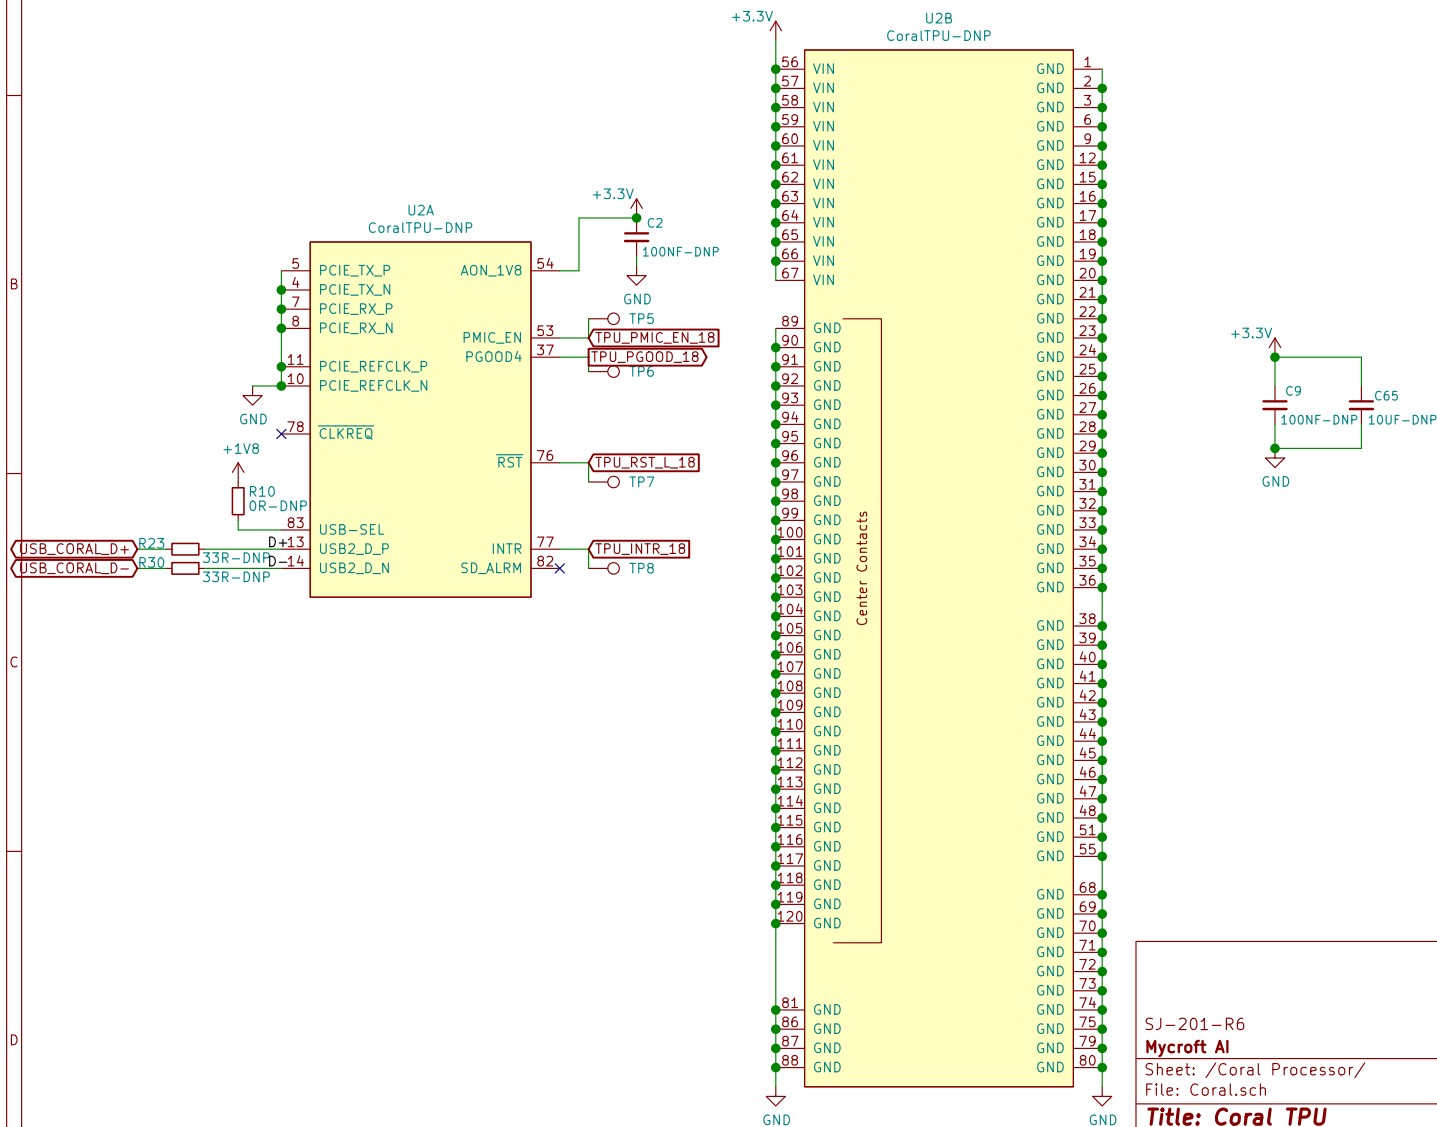 B
C
D
U2A
CoralTPU-DNP
5 PCIE_TX_P
4 PCIE_TX_N
7 PCIE_RX_P
8 PCIE_RX_N
11 PCIE_REFCLK_P
10 PCIE_REFCLK_N
GND
78 CLKREQ
+1V8
R10
0R-DNP
83 USB-SEL
USB_CORAL_D+ R23 33R-DNP D+ 13 USB2_D_P
USB_CORAL_D- R30 33R-DNP D- 14 USB2_D_N
AON_1V8 54
+3.3V
C2
100NF-DNP
GND
TP5
PMIC_EN 53 TPU_PMIC_EN_18
PGOOD4 37 TPU_PGOOD_18
TP6
RST 76 TPU_RST_L_18
TP7
INTR 77 TPU_INTR_18
SD_ALRM 82
TP8
+3.3V
U2B
CoralTPU-DNP
56 VIN
57 VIN
58 VIN
59 VIN
60 VIN
61 VIN
62 VIN
63 VIN
64 VIN
65 VIN
66 VIN
67 VIN
89 GND
90 GND
91 GND
92 GND
93 GND
94 GND
95 GND
96 GND
97 GND
98 GND
99 GND
100 GND
101 GND
102 GND
103 GND
104 GND
105 GND
106 GND
107 GND
108 GND
109 GND
110 GND
111 GND
112 GND
113 GND
114 GND
115 GND
116 GND
117 GND
118 GND
119 GND
120 GND
Center Contacts
81 GND
86 GND
87 GND
88 GND
GND
GND 1
GND 2
GND 3
GND 6
GND 9
GND 12
GND 15
GND 16
GND 17
GND 18
GND 19
GND 20
GND 21
GND 22
GND 23
GND 24
GND 25
GND 26
GND 27
GND 28
GND 29
GND 30
GND 31
GND 32
GND 33
GND 34
GND 35
GND 36
GND 38
GND 39
GND 40
GND 41
GND 42
GND 43
GND 44
GND 45
GND 46
GND 47
GND 48
GND 51
GND 55
GND 68
GND 69
GND 70
GND 71
GND 72
GND 73
GND 74
GND 75
GND 79
GND 80
GND
+3.3V
C9
100NF-DNP
C65
10UF-DNP
GND
SJ-201-R6
Mycroft AI
Sheet: /Coral Processor/
File: Coral.sch
Title: Coral TPU